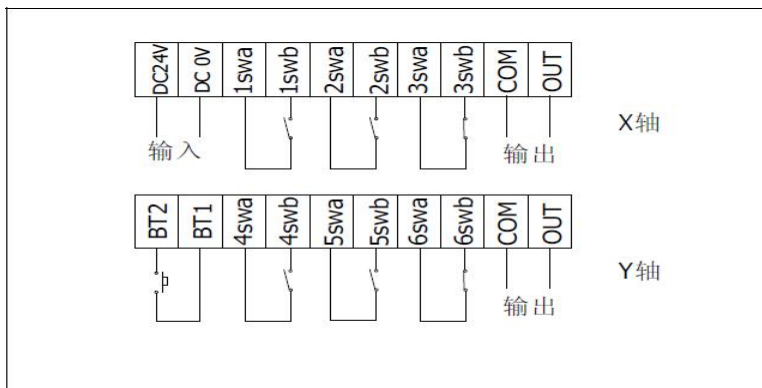 DC24V DC 0V 1swa 1swb 2swa 2swb 3swa 3swb COM OUT
X轴
输入 输出
BT2 BT1 4swa 4swb 5swa 5swb 6swa 6swb COM OUT
Y轴
输出